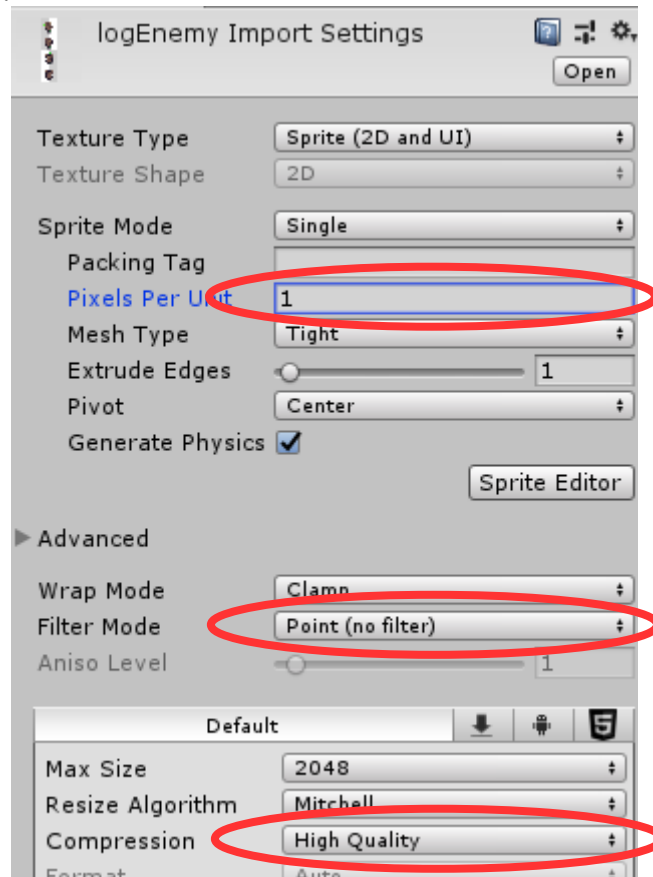 logEnemy Import Settings
Open
Texture Type Sprite (2D and UI)
Texture Shape 2D
Sprite Mode Single
Packing Tag
Pixels Per Unit 1
Mesh Type Tight
Extrude Edges 1
Pivot Center
Generate Physics
Sprite Editor
Advanced
Wrap Mode Clamp
Filter Mode Point (no filter)
Aniso Level 1
Default
Max Size 2048
Resize Algorithm Mitchell
Compression High Quality
Format Auto